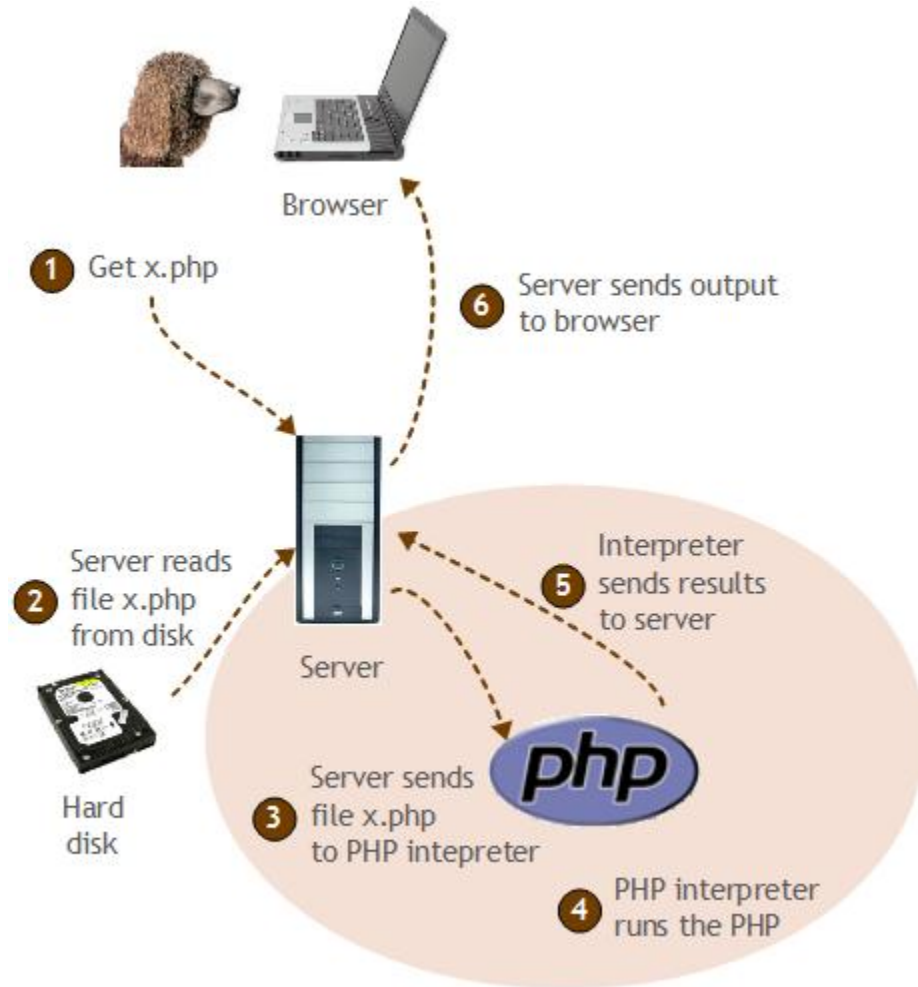 Browser
1 Get x.php
6 Server sends output
to browser
2 Server reads
file x.php
from disk
Server
5 Interpreter
sends results
to server
Hard
disk
php
3 Server sends
file x.php
to PHP intepreter
4 PHP interpreter
runs the PHP